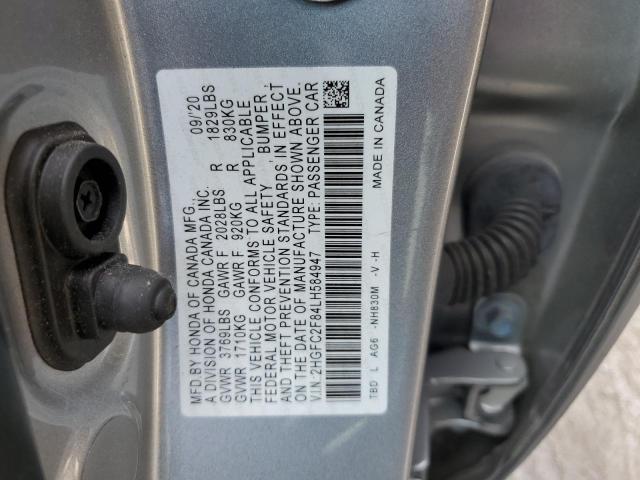 MFD BY HONDA OF CANADA MFG., 09/'20
A DIVISION OF HONDA CANADA INC.
GVWR 3769LBS GAWR F 2028LBS R 1829LBS
GVWR 1710KG GAWR F 920KG R 830KG
THIS VEHICLE CONFORMS TO ALL APPLICABLE
FEDERAL MOTOR VEHICLE SAFETY, BUMPER,
AND THEFT PREVENTION STANDARDS IN EFFECT
ON THE DATE OF MANUFACTURE SHOWN ABOVE.
V.I.N. 2HGFC2F84LH584947 TYPE: PASSENGER CAR
TBD L AG6 -NH830M -V -H
MADE IN CANADA